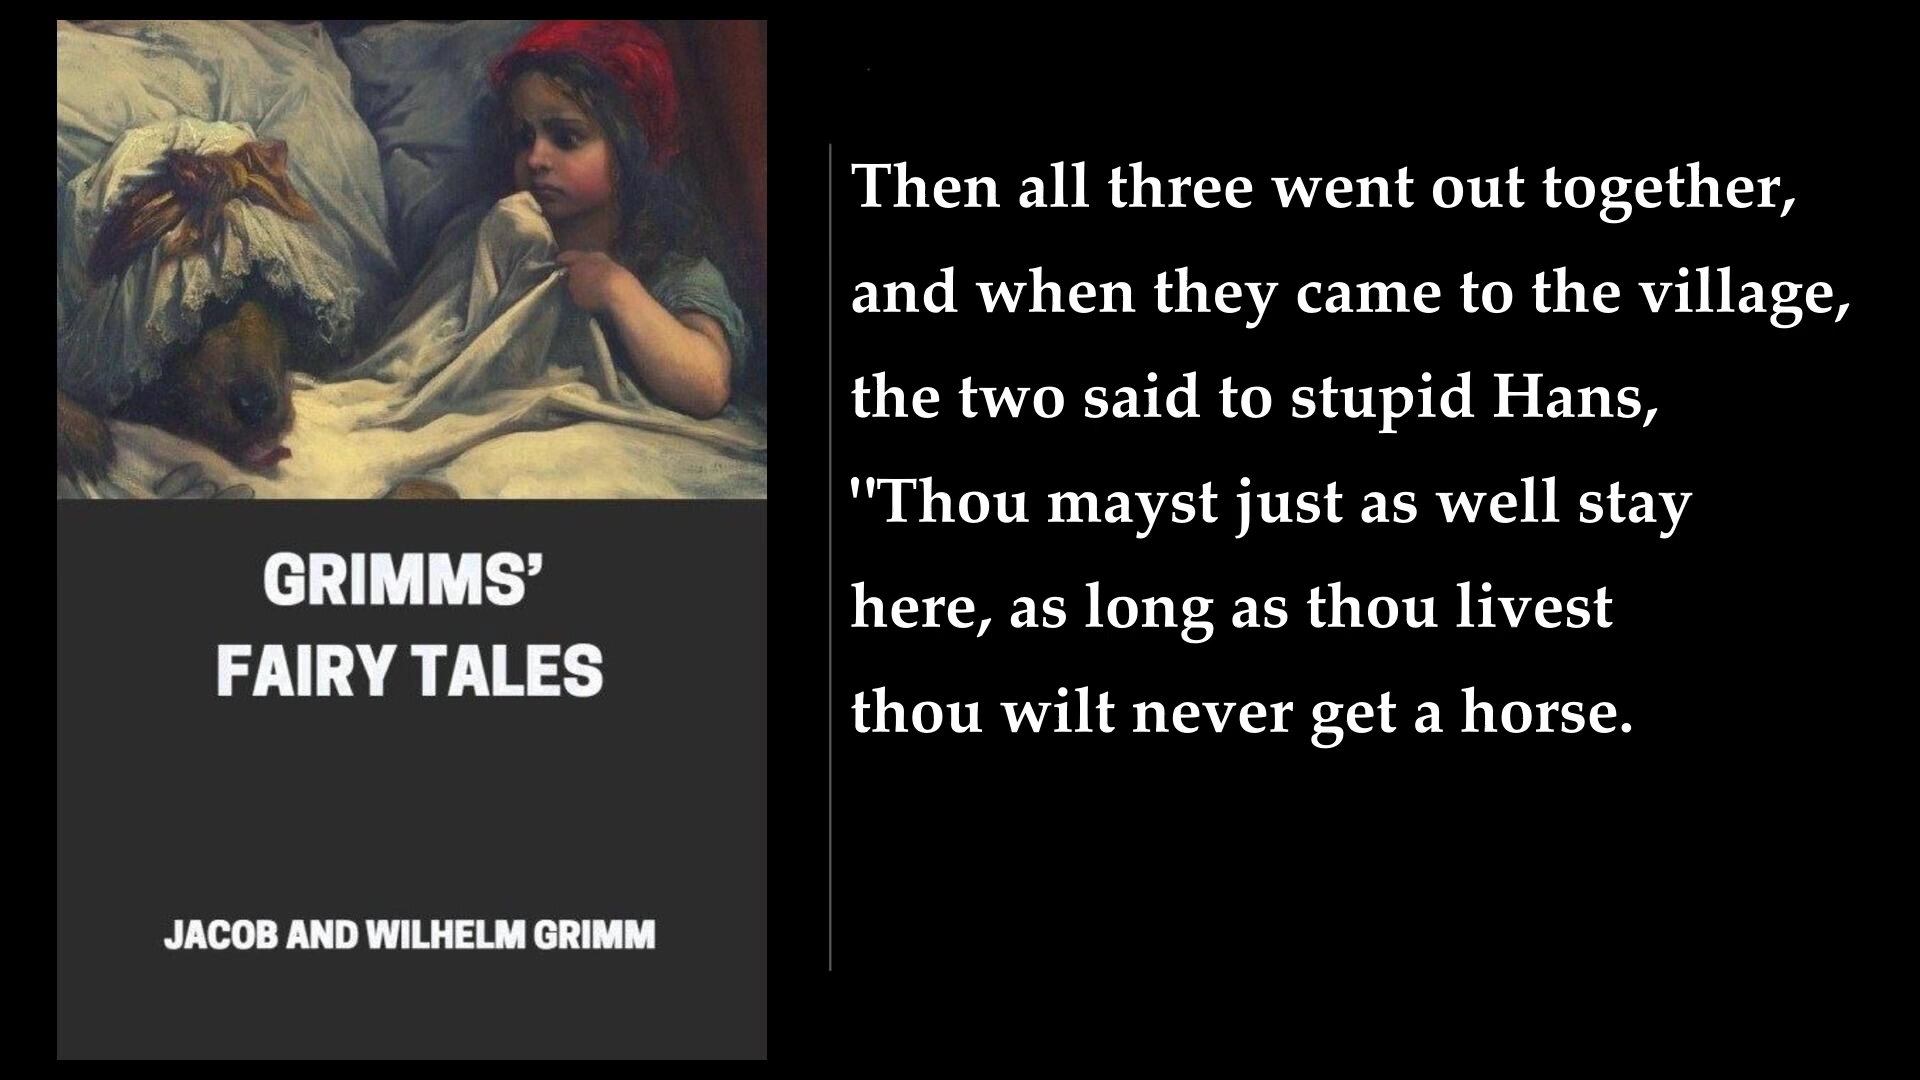 GRIMMS’
FAIRY TALES
JACOB AND WILHELM GRIMM
Then all three went out together,
and when they came to the village,
the two said to stupid Hans,
"Thou mayst just as well stay
here, as long as thou livest
thou wilt never get a horse.